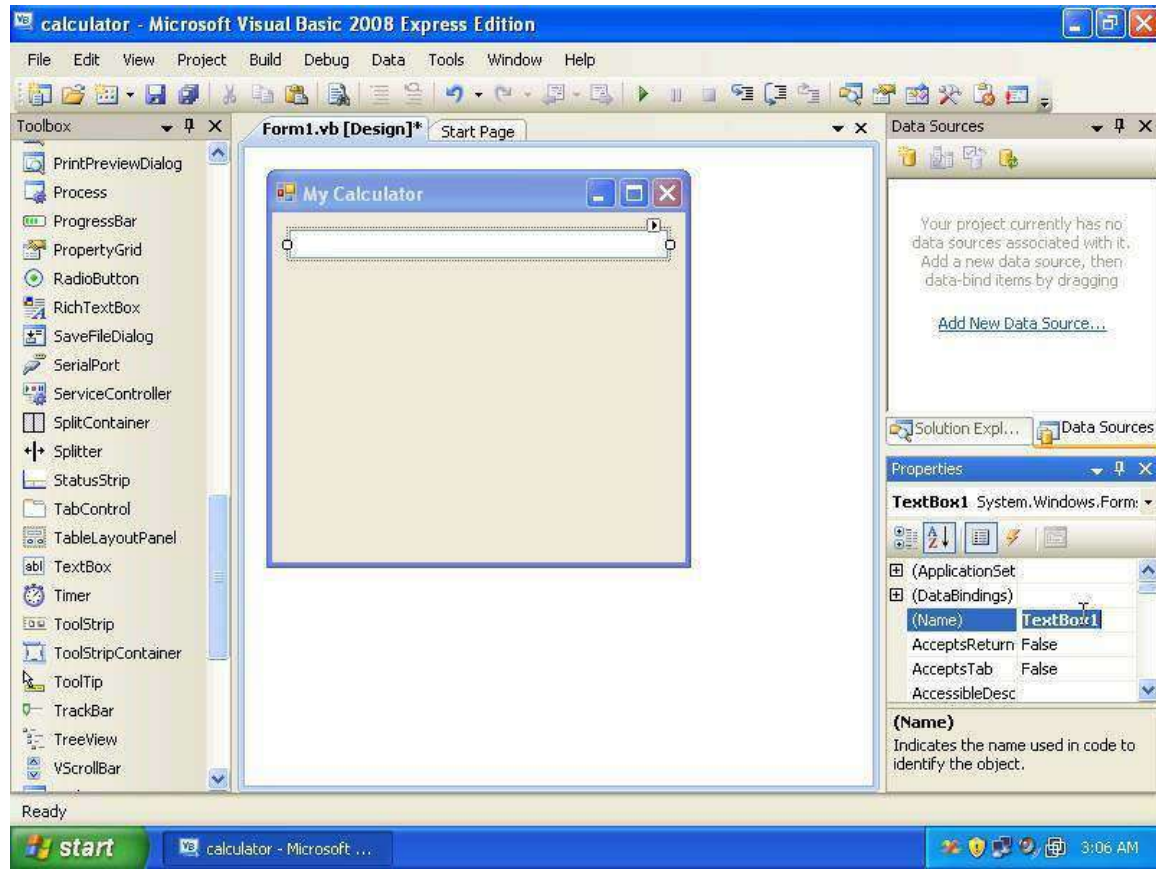 calculator - Microsoft Visual Basic 2008 Express Edition
File Edit View Project Build Debug Data Tools Window Help
Toolbox
PrintPreviewDialog
Process
ProgressBar
PropertyGrid
RadioButton
RichTextBox
SaveFileDialog
SerialPort
ServiceController
SplitContainer
Splitter
StatusStrip
TabControl
TableLayoutPanel
TextBox
Timer
ToolStrip
ToolStripContainer
ToolTip
TrackBar
TreeView
VScrollBar
Form1.vb [Design]* Start Page
My Calculator
Data Sources
Your project currently has no
data sources associated with it.
Add a new data source, then
data-bind items by dragging
Add New Data Source...
Solution Expl... Data Sources
Properties
TextBox1 System.Windows.Form:
(ApplicationSet
(DataBindings)
(Name) TextBox1
AcceptsReturn False
AcceptsTab False
AccessibleDesc
(Name)
Indicates the name used in code to
identify the object.
Ready
start calculator - Microsoft ... 3:06 AM